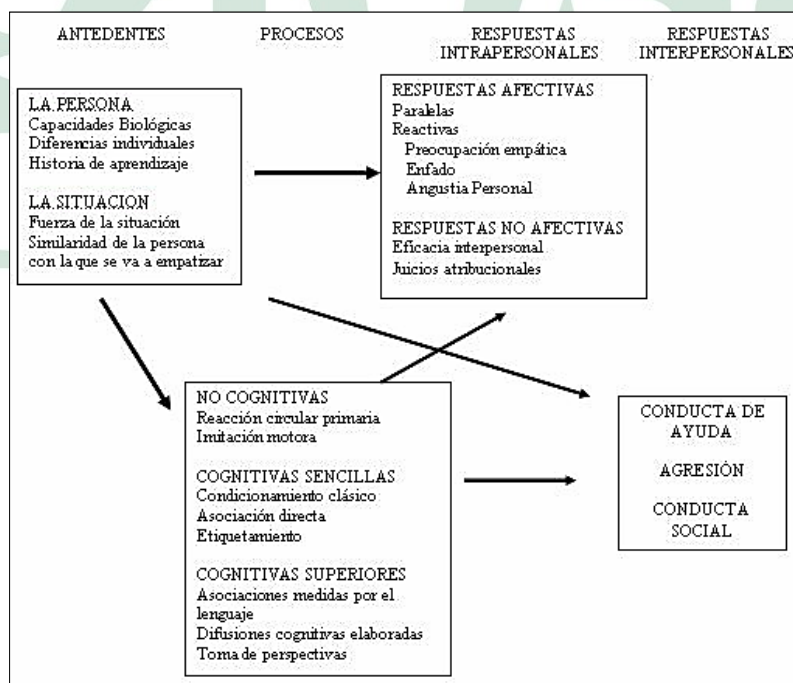 ANTEDENTES
PROCESOS
RESPUESTAS
INTRAPERSONALES
RESPUESTAS
INTERPERSONALES
LA PERSONA
Capacidades Biológicas
Diferencias individuales
Historia de aprendizaje
LA SITUACION
Fuerza de la situación
Similaridad de la persona
con la que se va a empatizar
RESPUESTAS AFECTIVAS
Paralelas
Reactivas
Preocupación empática
Enfado
Angustia Personal
RESPUESTAS NO AFECTIVAS
Eficacia interpersonal
Juicios atribucionales
NO COGNITIVAS
Reacción circular primaria
Imitación motora
COGNITIVAS SENCILLAS
Condicionamiento clásico
Asociación directa
Etiquetamiento
COGNITIVAS SUPERIORES
Asociaciones medidas por el
lenguaje
Difusiones cognitivas elaboradas
Toma de perspectivas
CONDUCTA DE
AYUDA
AGRESIÓN
CONDUCTA
SOCIAL